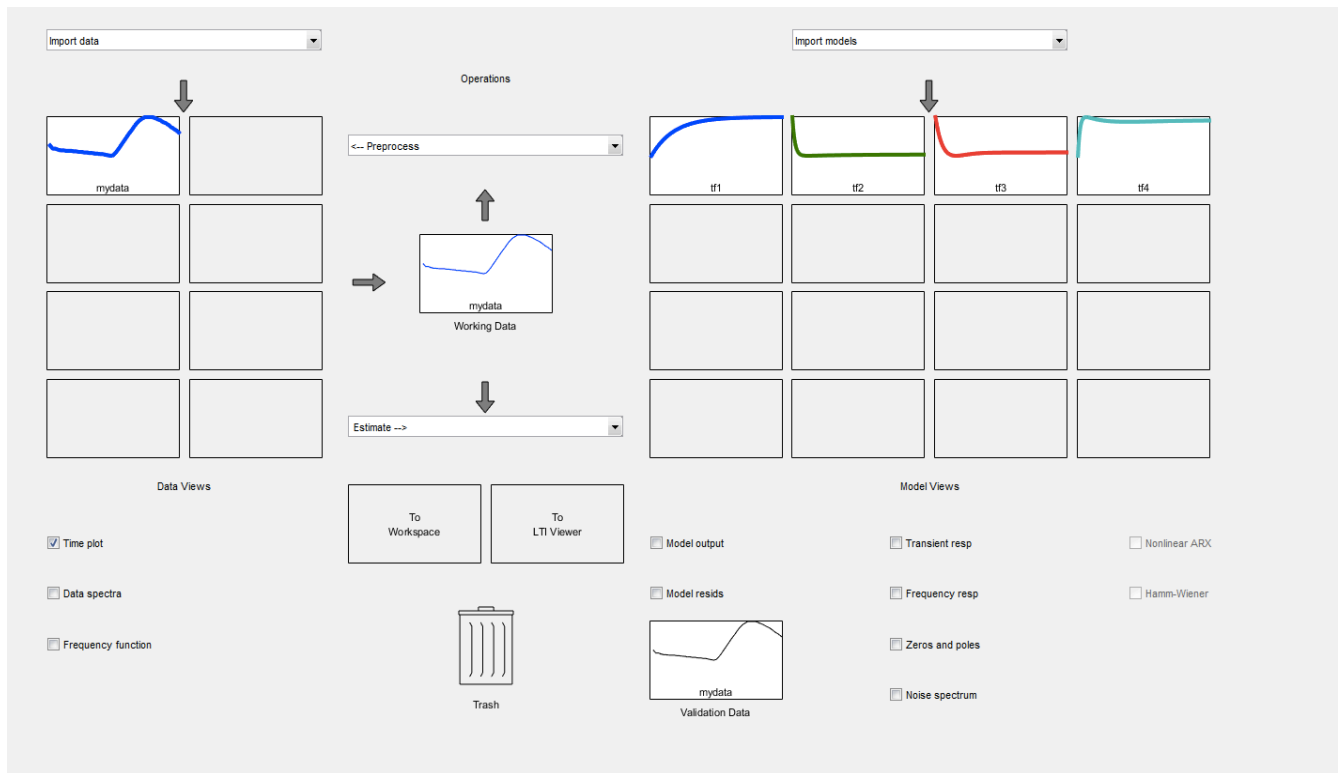 Import data
Import models
Operations
<-- Preprocess
mydata
tf1
tf2
tf3
tf4
mydata
Working Data
Estimate -->
Data Views
Model Views
To
Workspace
To
LTI Viewer
Time plot
Data spectra
Frequency function
Model output
Model resids
Transient resp
Frequency resp
Zeros and poles
Noise spectrum
Nonlinear ARX
Hamm-Wiener
Trash
mydata
Validation Data